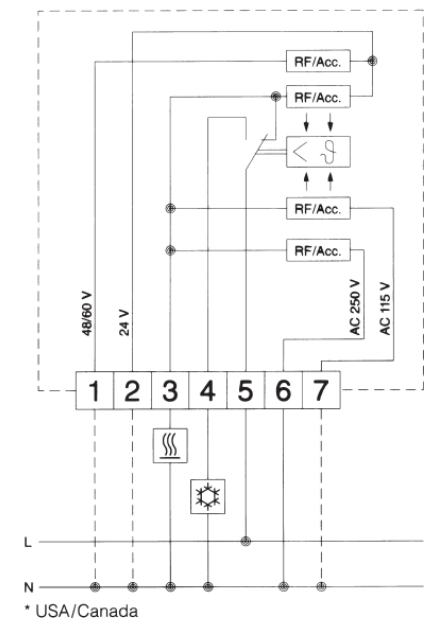 RF/Acc.
RF/Acc.
RF/Acc.
RF/Acc.
48/60 V
24 V
AC 250 V
AC 115 V
1 2 3 4 5 6 7
L
N
* USA/Canada